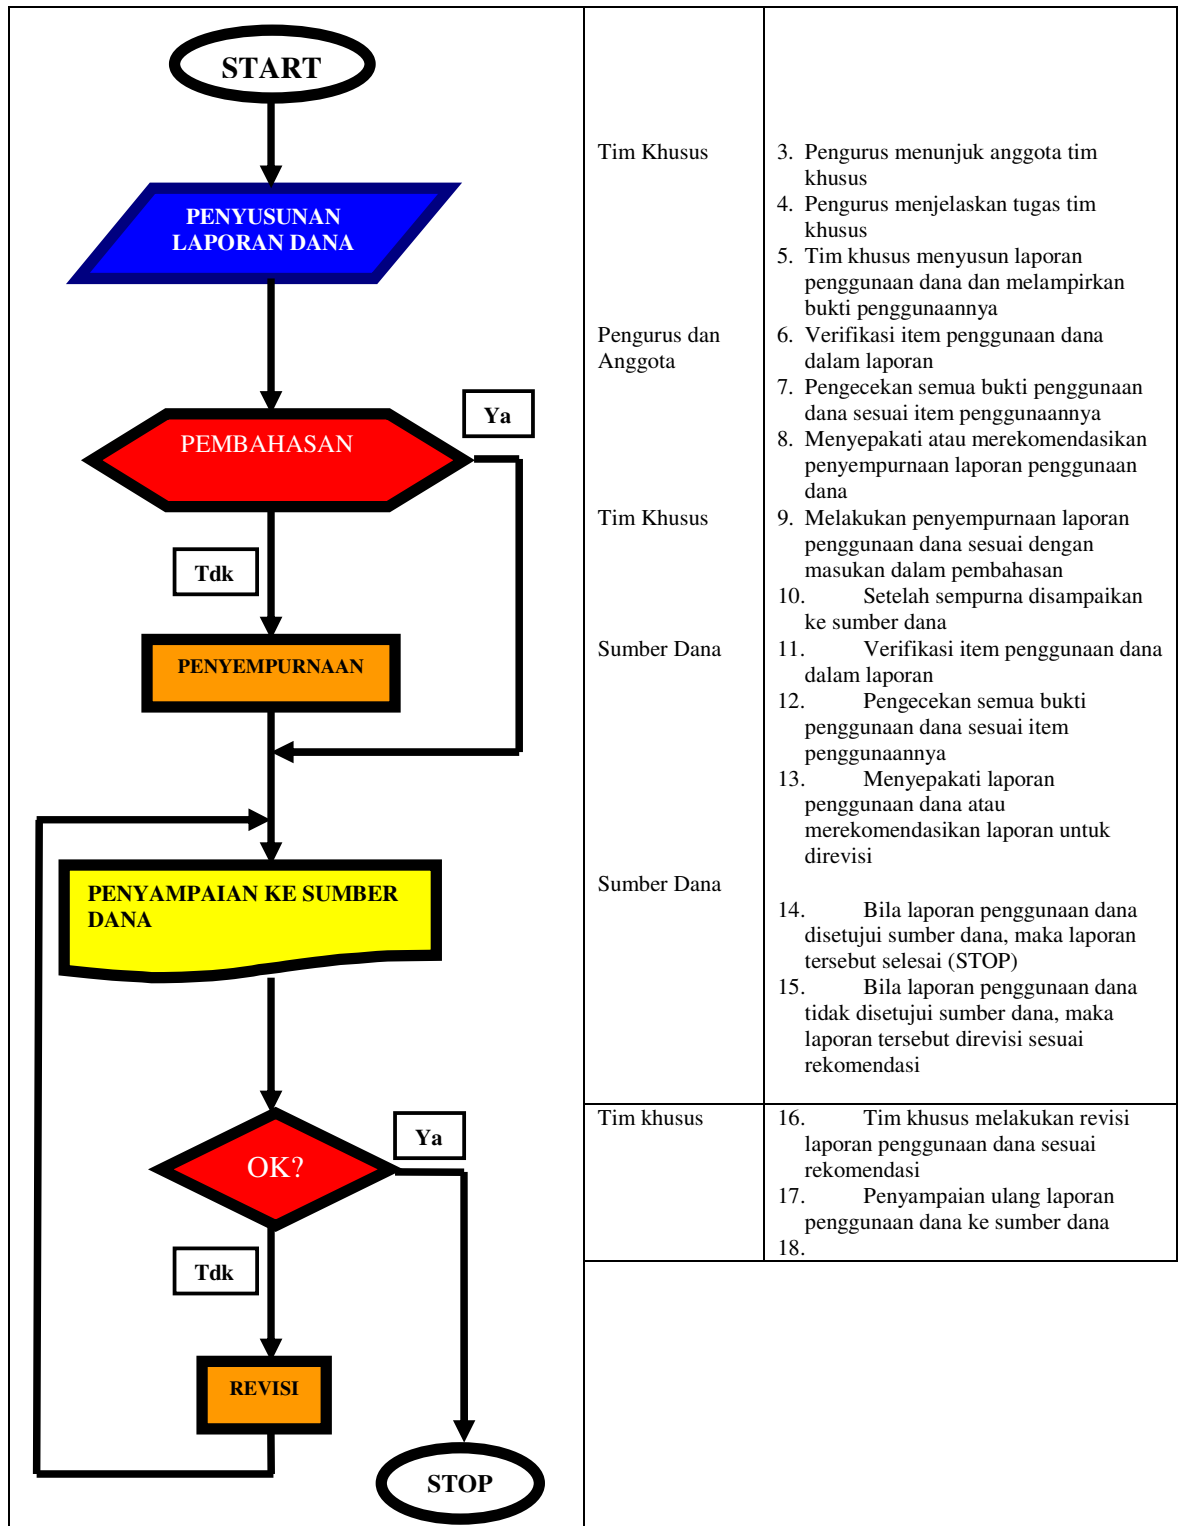 START
PENYUSUNAN
LAPORAN DANA
PEMBAHASAN
Ya
Tdk
PENYEMPURNAAN
PENYAMPAIAN KE SUMBER
DANA
OK?
Ya
Tdk
REVISI
STOP
Tim Khusus
3. Pengurus menunjuk anggota tim
khusus
4. Pengurus menjelaskan tugas tim
khusus
5. Tim khusus menyusun laporan
penggunaan dana dan melampirkan
bukti penggunaannya
Pengurus dan
Anggota
6. Verifikasi item penggunaan dana
dalam laporan
7. Pengecekan semua bukti penggunaan
dana sesuai item penggunaannya
8. Menyepakati atau merekomendasikan
penyempurnaan laporan penggunaan
dana
Tim Khusus
9. Melakukan penyempurnaan laporan
penggunaan dana sesuai dengan
masukan dalam pembahasan
10. Setelah sempurna disampaikan
ke sumber dana
Sumber Dana
11. Verifikasi item penggunaan dana
dalam laporan
12. Pengecekan semua bukti
penggunaan dana sesuai item
penggunaannya
13. Menyepakati laporan
penggunaan dana atau
merekomendasikan laporan untuk
direvisi
Sumber Dana
14. Bila laporan penggunaan dana
disetujui sumber dana, maka laporan
tersebut selesai (STOP)
15. Bila laporan penggunaan dana
tidak disetujui sumber dana, maka
laporan tersebut direvisi sesuai
rekomendasi
Tim khusus
16. Tim khusus melakukan revisi
laporan penggunaan dana sesuai
rekomendasi
17. Penyampaian ulang laporan
penggunaan dana ke sumber dana
18.